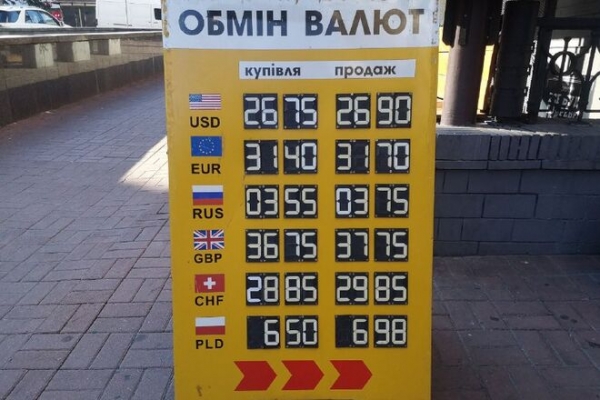 ОБМІН ВАЛЮТ
купівля продаж
USD 26 75 26 90
EUR 31 40 31 70
RUS 03 55 03 75
GBP 36 75 37 75
CHF 28 85 29 85
PLD 6 50 6 98